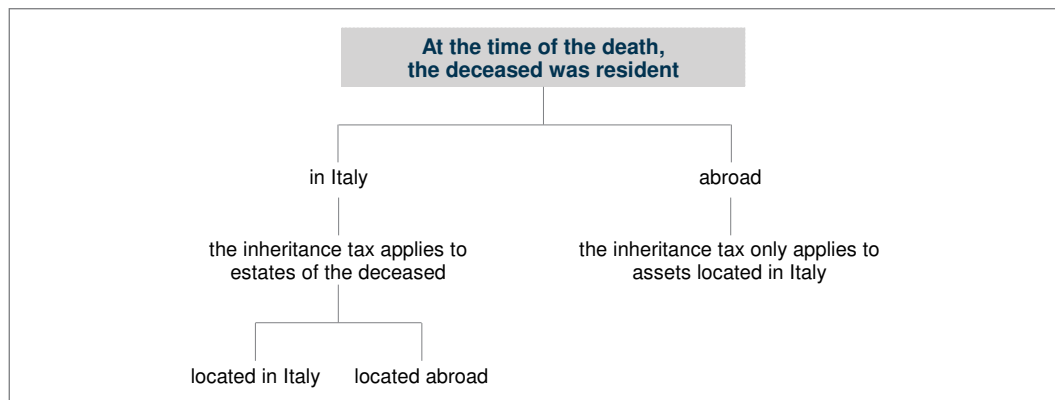 At the time of the death,
the deceased was resident
in Italy
abroad
the inheritance tax applies to
estates of the deceased
the inheritance tax only applies to
assets located in Italy
located in Italy
located abroad